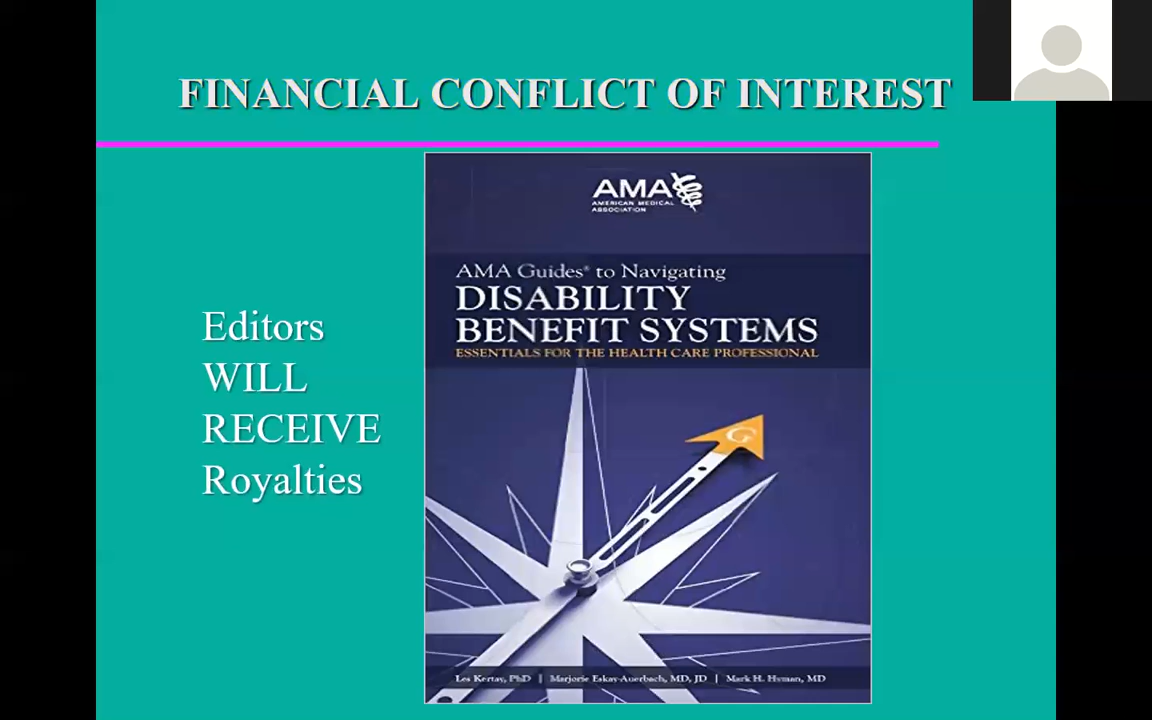 FINANCIAL CONFLICT OF INTEREST
AMA
AMERICAN MEDICAL
ASSOCIATION
AMA Guides® to Navigating
DISABILITY
BENEFIT SYSTEMS
ESSENTIALS FOR THE HEALTH CARE PROFESSIONAL
Editors
WILL
RECEIVE
Royalties
G
Les Kertay, PhD | Marjorie Eskay-Auerbach, MD, JD | Mark H. Hyman, MD